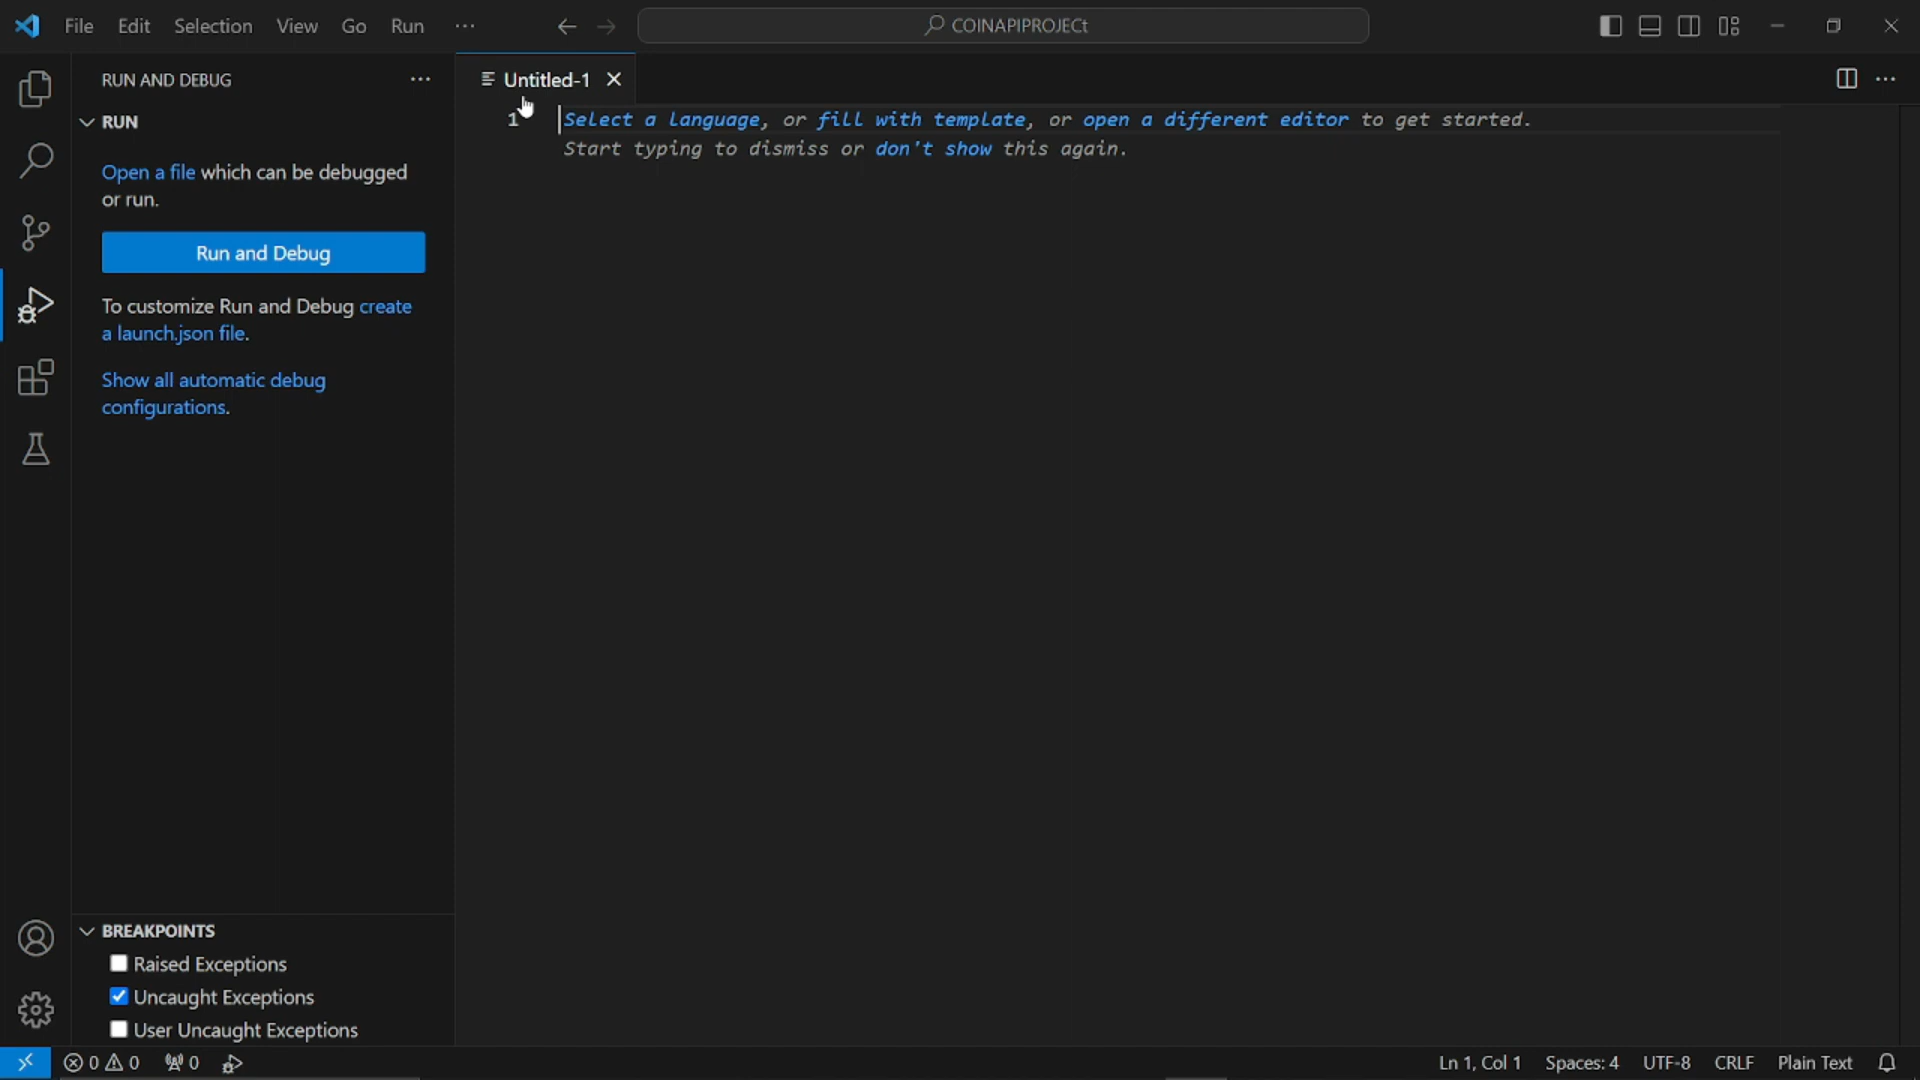 File Edit Selection View Go Run ··· COINAPIPROJECt
RUN AND DEBUG ···
Untitled-1
RUN
1 Select a language, or fill with template, or open a different editor to get started.
Start typing to dismiss or don't show this again.
Open a file which can be debugged
or run.
Run and Debug
To customize Run and Debug create
a launch.json file.
Show all automatic debug
configurations.
BREAKPOINTS
Raised Exceptions
Uncaught Exceptions
User Uncaught Exceptions
0 0 0 Ln 1, Col 1 Spaces: 4 UTF-8 CRLF Plain Text